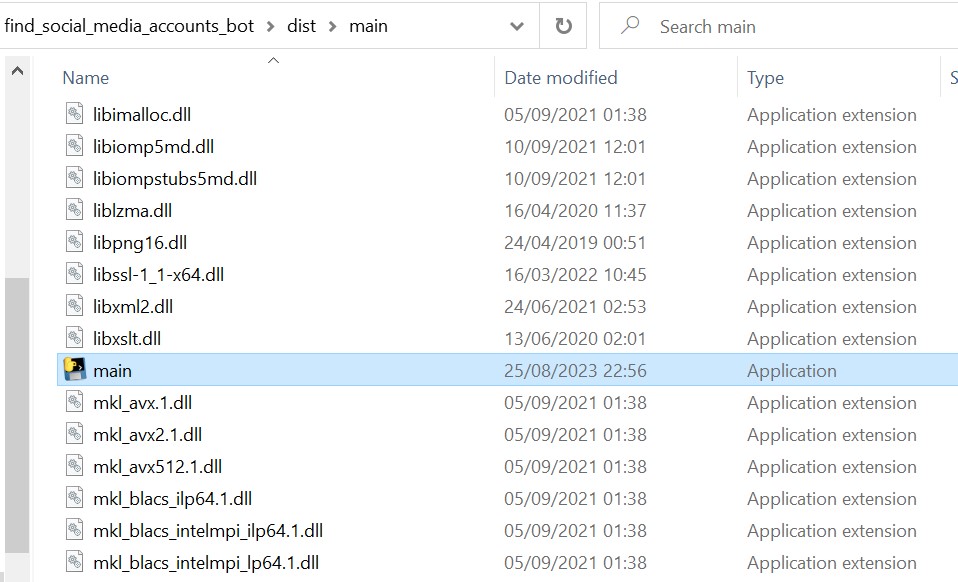 find_social_media_accounts_bot > dist > main Search main
Name Date modified Type S
libimalloc.dll 05/09/2021 01:38 Application extension
libiomp5md.dll 10/09/2021 12:01 Application extension
libiompstubs5md.dll 10/09/2021 12:01 Application extension
liblzma.dll 16/04/2020 11:37 Application extension
libpng16.dll 24/04/2019 00:51 Application extension
libssl-1_1-x64.dll 16/03/2022 10:45 Application extension
libxml2.dll 24/06/2021 02:53 Application extension
libxslt.dll 13/06/2020 02:01 Application extension
main 25/08/2023 22:56 Application
mkl_avx.1.dll 05/09/2021 01:38 Application extension
mkl_avx2.1.dll 05/09/2021 01:38 Application extension
mkl_avx512.1.dll 05/09/2021 01:38 Application extension
mkl_blacs_ilp64.1.dll 05/09/2021 01:38 Application extension
mkl_blacs_intelmpi_ilp64.1.dll 05/09/2021 01:38 Application extension
mkl_blacs_intelmpi_lp64.1.dll 05/09/2021 01:38 Application extension